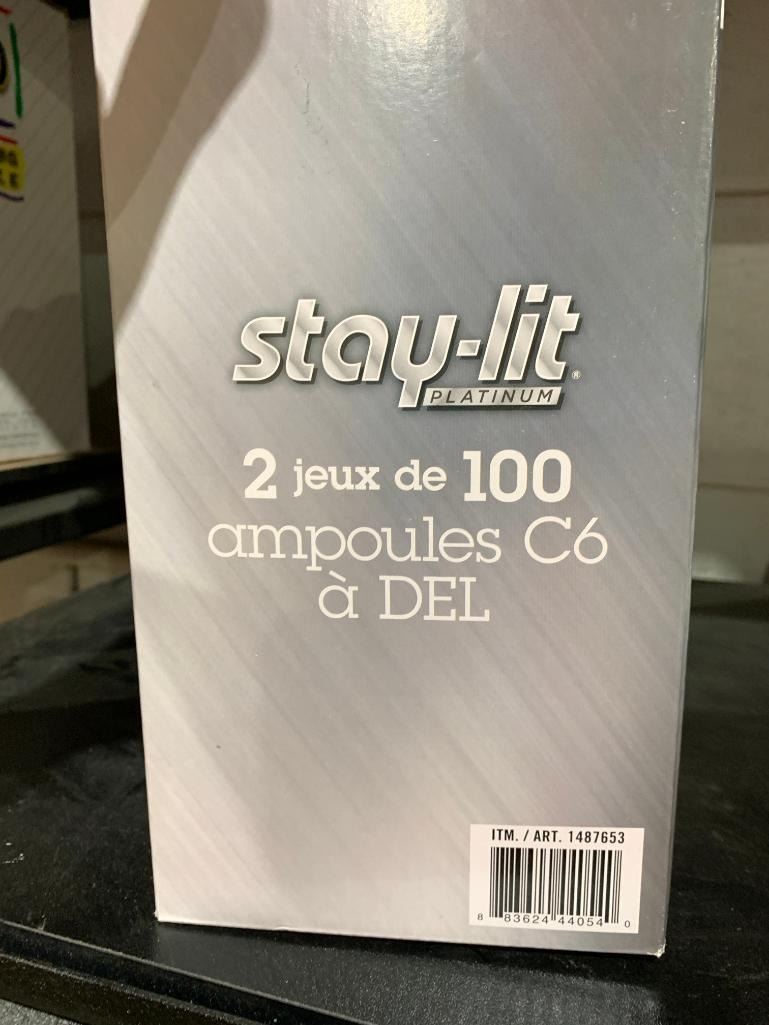 stay-lit®
PLATINUM
2 jeux de 100
ampoules C6
à DEL
ITM. / ART. 1487653
8 83624 44054 0